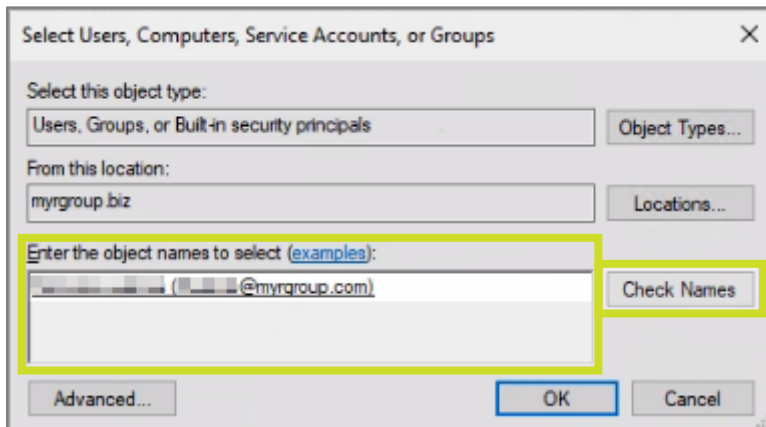 Select Users, Computers, Service Accounts, or Groups
Select this object type:
Users, Groups, or Built-in security principals
Object Types...
From this location:
myrgroup.biz
Locations...
Enter the object names to select (examples):
( @myrgroup.com)
Check Names
Advanced...
OK
Cancel